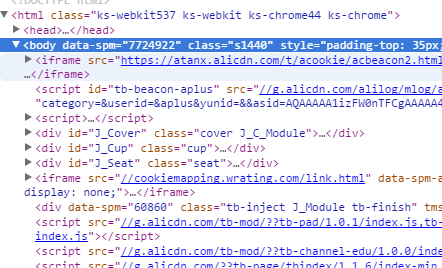 <!DOCTYPE html>
<html class="ks-webkit537 ks-webkit ks-chrome44 ks-chrome">
<head>…</head>
<body data-spm="7724922" class="s1440" style="padding-top: 35px;
<iframe src="https://atanx.alicdn.com/t/acookie/acbeacon2.html
…</iframe>
<script id="tb-beacon-aplus" src="//g.alicdn.com/alilog/mlog/a
"category=&userid=&aplus&yunid=&&asid=AQAAAAA1izFW0nTFCgAAAAA4
<script>…</script>
<div id="J_Cover" class="cover J_C_Module">…</div>
<div id="J_Cup" class="cup">…</div>
<div id="J_Seat" class="seat">…</div>
<iframe src="//cookiemapping.wrating.com/link.html" data-spm-a
display: none;">…</iframe>
<div data-spm="60860" class="tb-inject J_Module tb-finish" tms
<script src="//g.alicdn.com/tb-mod/??tb-pad/1.0.1/index.js,tb-
index.js"></script>
<script src="//g.alicdn.com/tb-mod/??tb-channel-edu/1.0.0/inde
<script src="//g.alicdn.com/??tb-page/thindex/1.1.6/index-min.